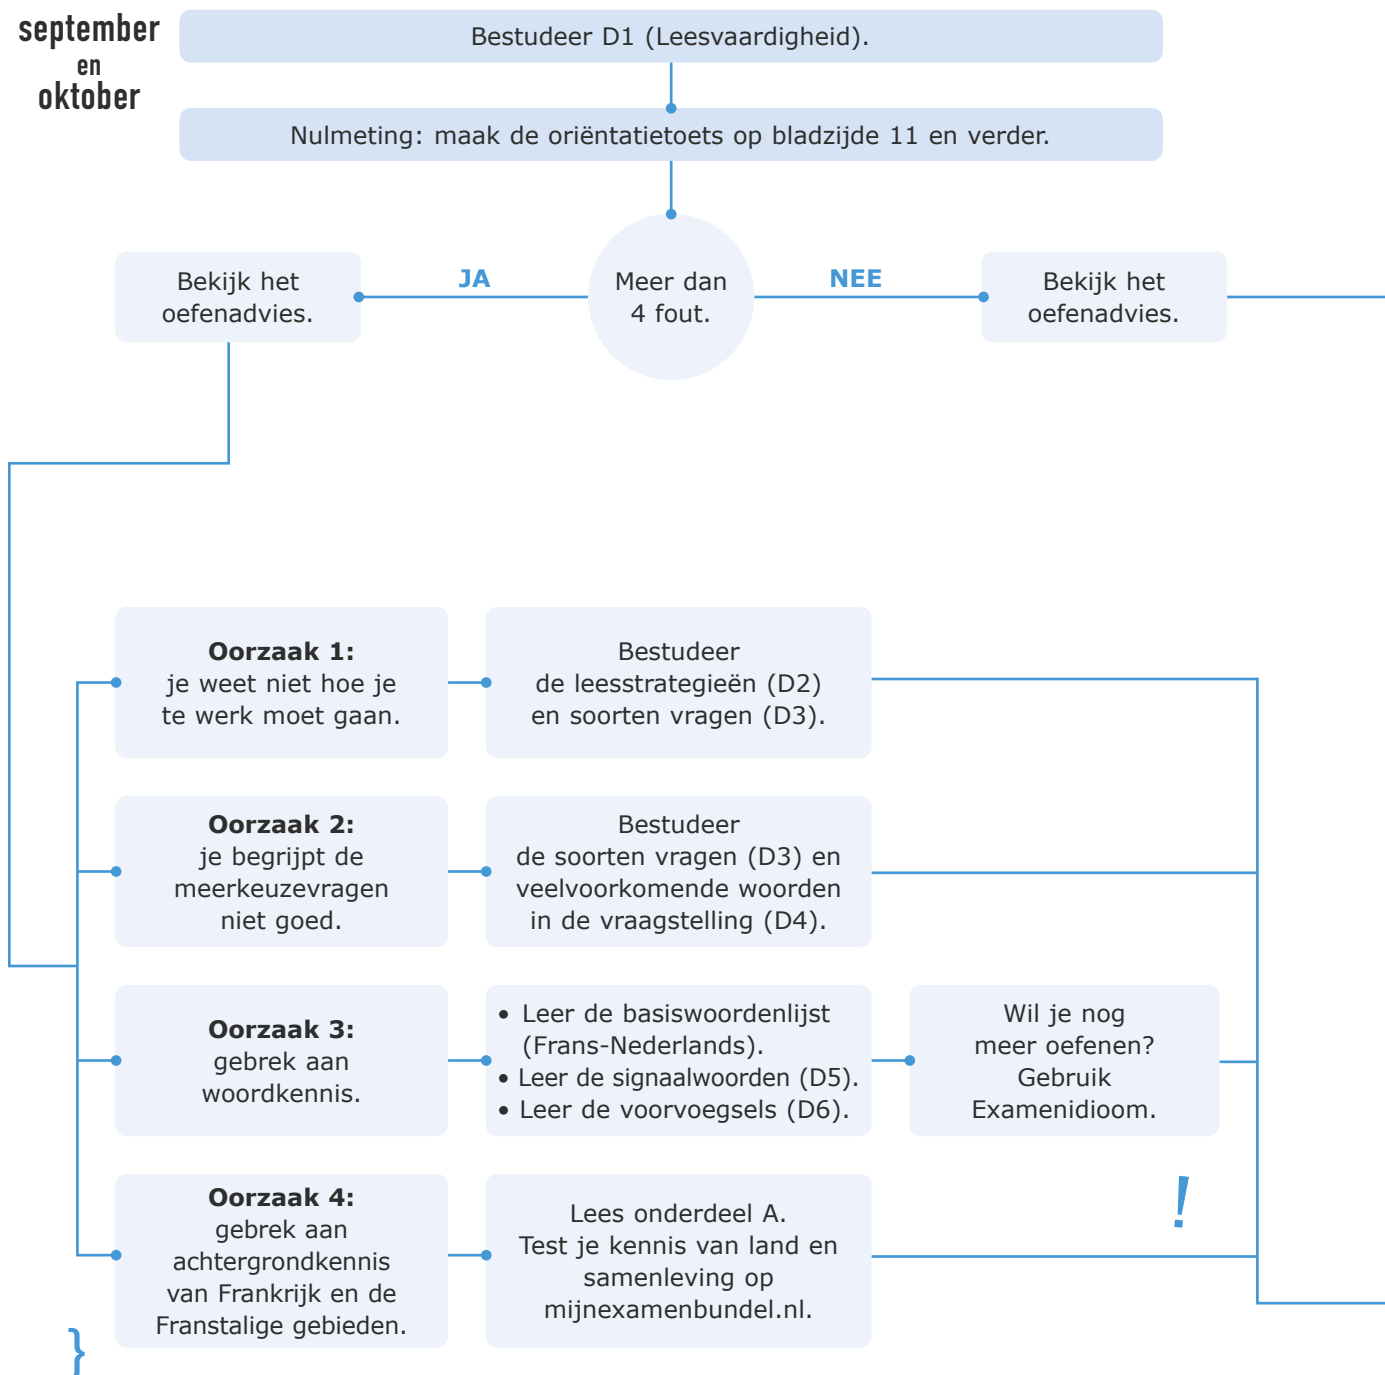 september
en
oktober
Bestudeer D1 (Leesvaardigheid).
Nulmeting: maak de oriëntatietoets op bladzijde 11 en verder.
Bekijk het
oefenadvies.
JA
Meer dan
4 fout.
NEE
Bekijk het
oefenadvies.
Oorzaak 1:
je weet niet hoe je
te werk moet gaan.
Bestudeer
de leesstrategieën (D2)
en soorten vragen (D3).
Oorzaak 2:
je begrijpt de
meerkeuzevragen
niet goed.
Bestudeer
de soorten vragen (D3) en
veelvoorkomende woorden
in de vraagstelling (D4).
Oorzaak 3:
gebrek aan
woordkennis.
• Leer de basiswoordenlijst
(Frans-Nederlands).
• Leer de signaalwoorden (D5).
• Leer de voorvoegsels (D6).
Wil je nog
meer oefenen?
Gebruik
Examenidioom.
Oorzaak 4:
gebrek aan
achtergrondkennis
van Frankrijk en de
Franstalige gebieden.
Lees onderdeel A.
Test je kennis van land en
samenleving op
mijnexamenbundel.nl.
!
}